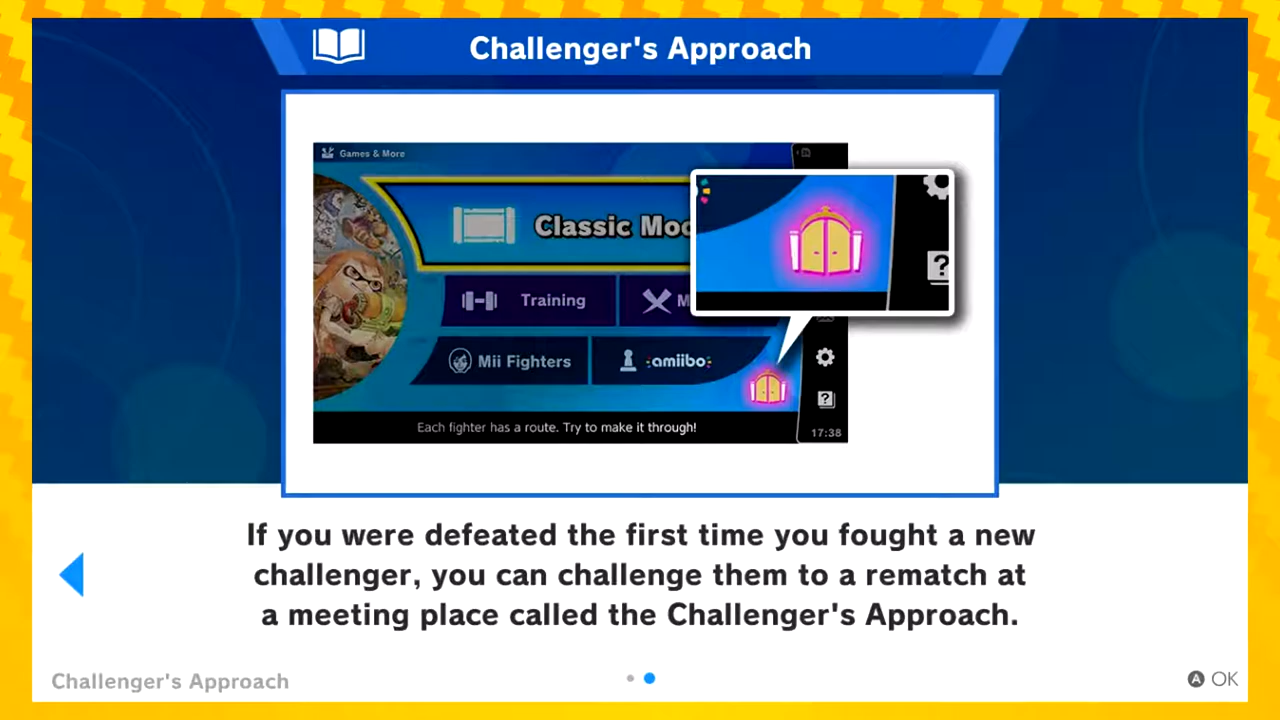 Challenger's Approach
Games & More
Classic Mo
Training
M
Mii Fighters
amiibo
?
?
Each fighter has a route. Try to make it through!
17:38
If you were defeated the first time you fought a new
challenger, you can challenge them to a rematch at
a meeting place called the Challenger's Approach.
Challenger's Approach
A OK